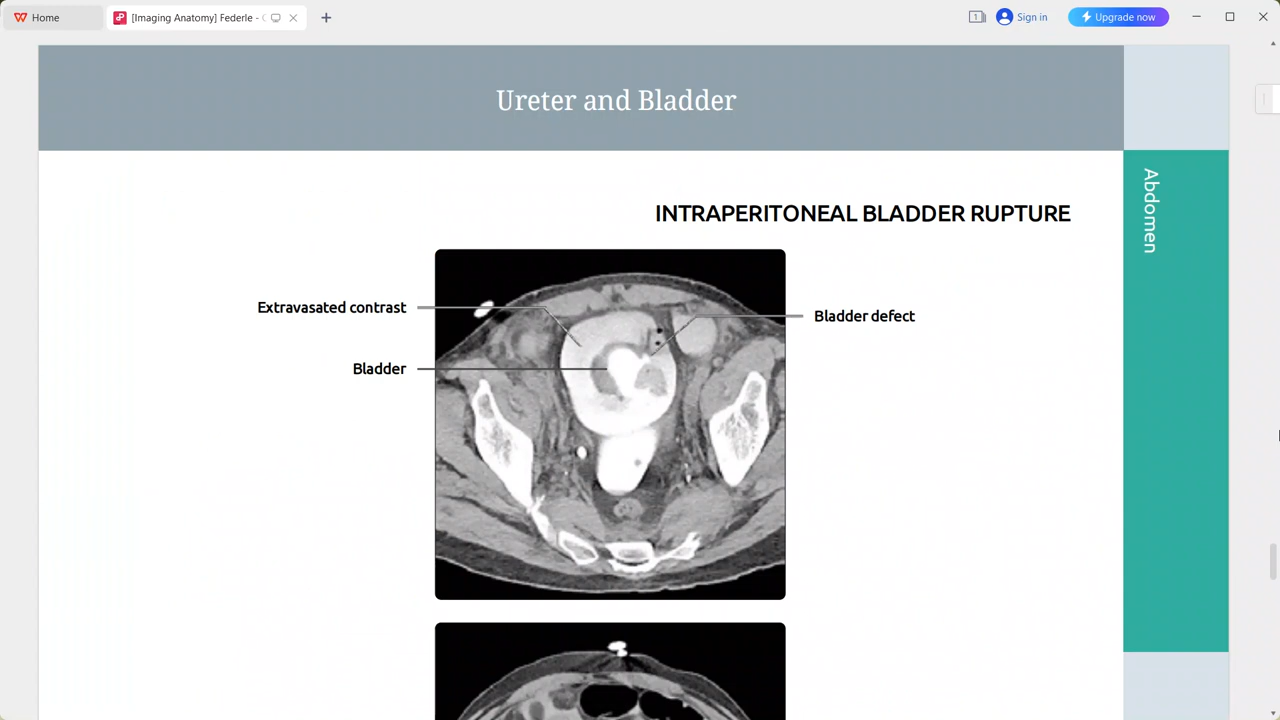 Home
[Imaging Anatomy] Federle -
1
Sign in
Upgrade now
Ureter and Bladder
Abdomen
INTRAPERITONEAL BLADDER RUPTURE
Extravasated contrast
Bladder defect
Bladder